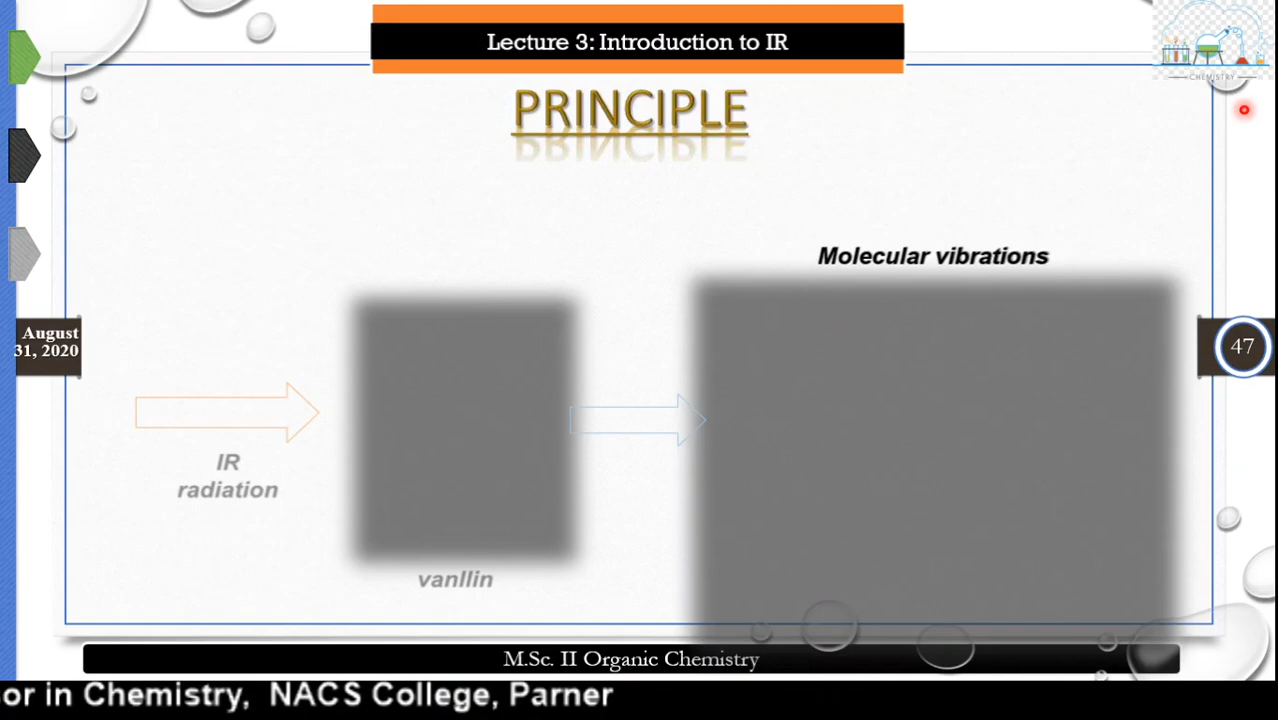 Lecture 3: Introduction to IR
CHEMISTRY
PRINCIPLE
Molecular vibrations
August
31, 2020
47
IR
radiation
vanllin
M.Sc. II Organic Chemistry
or in Chemistry, NACS College, Parner